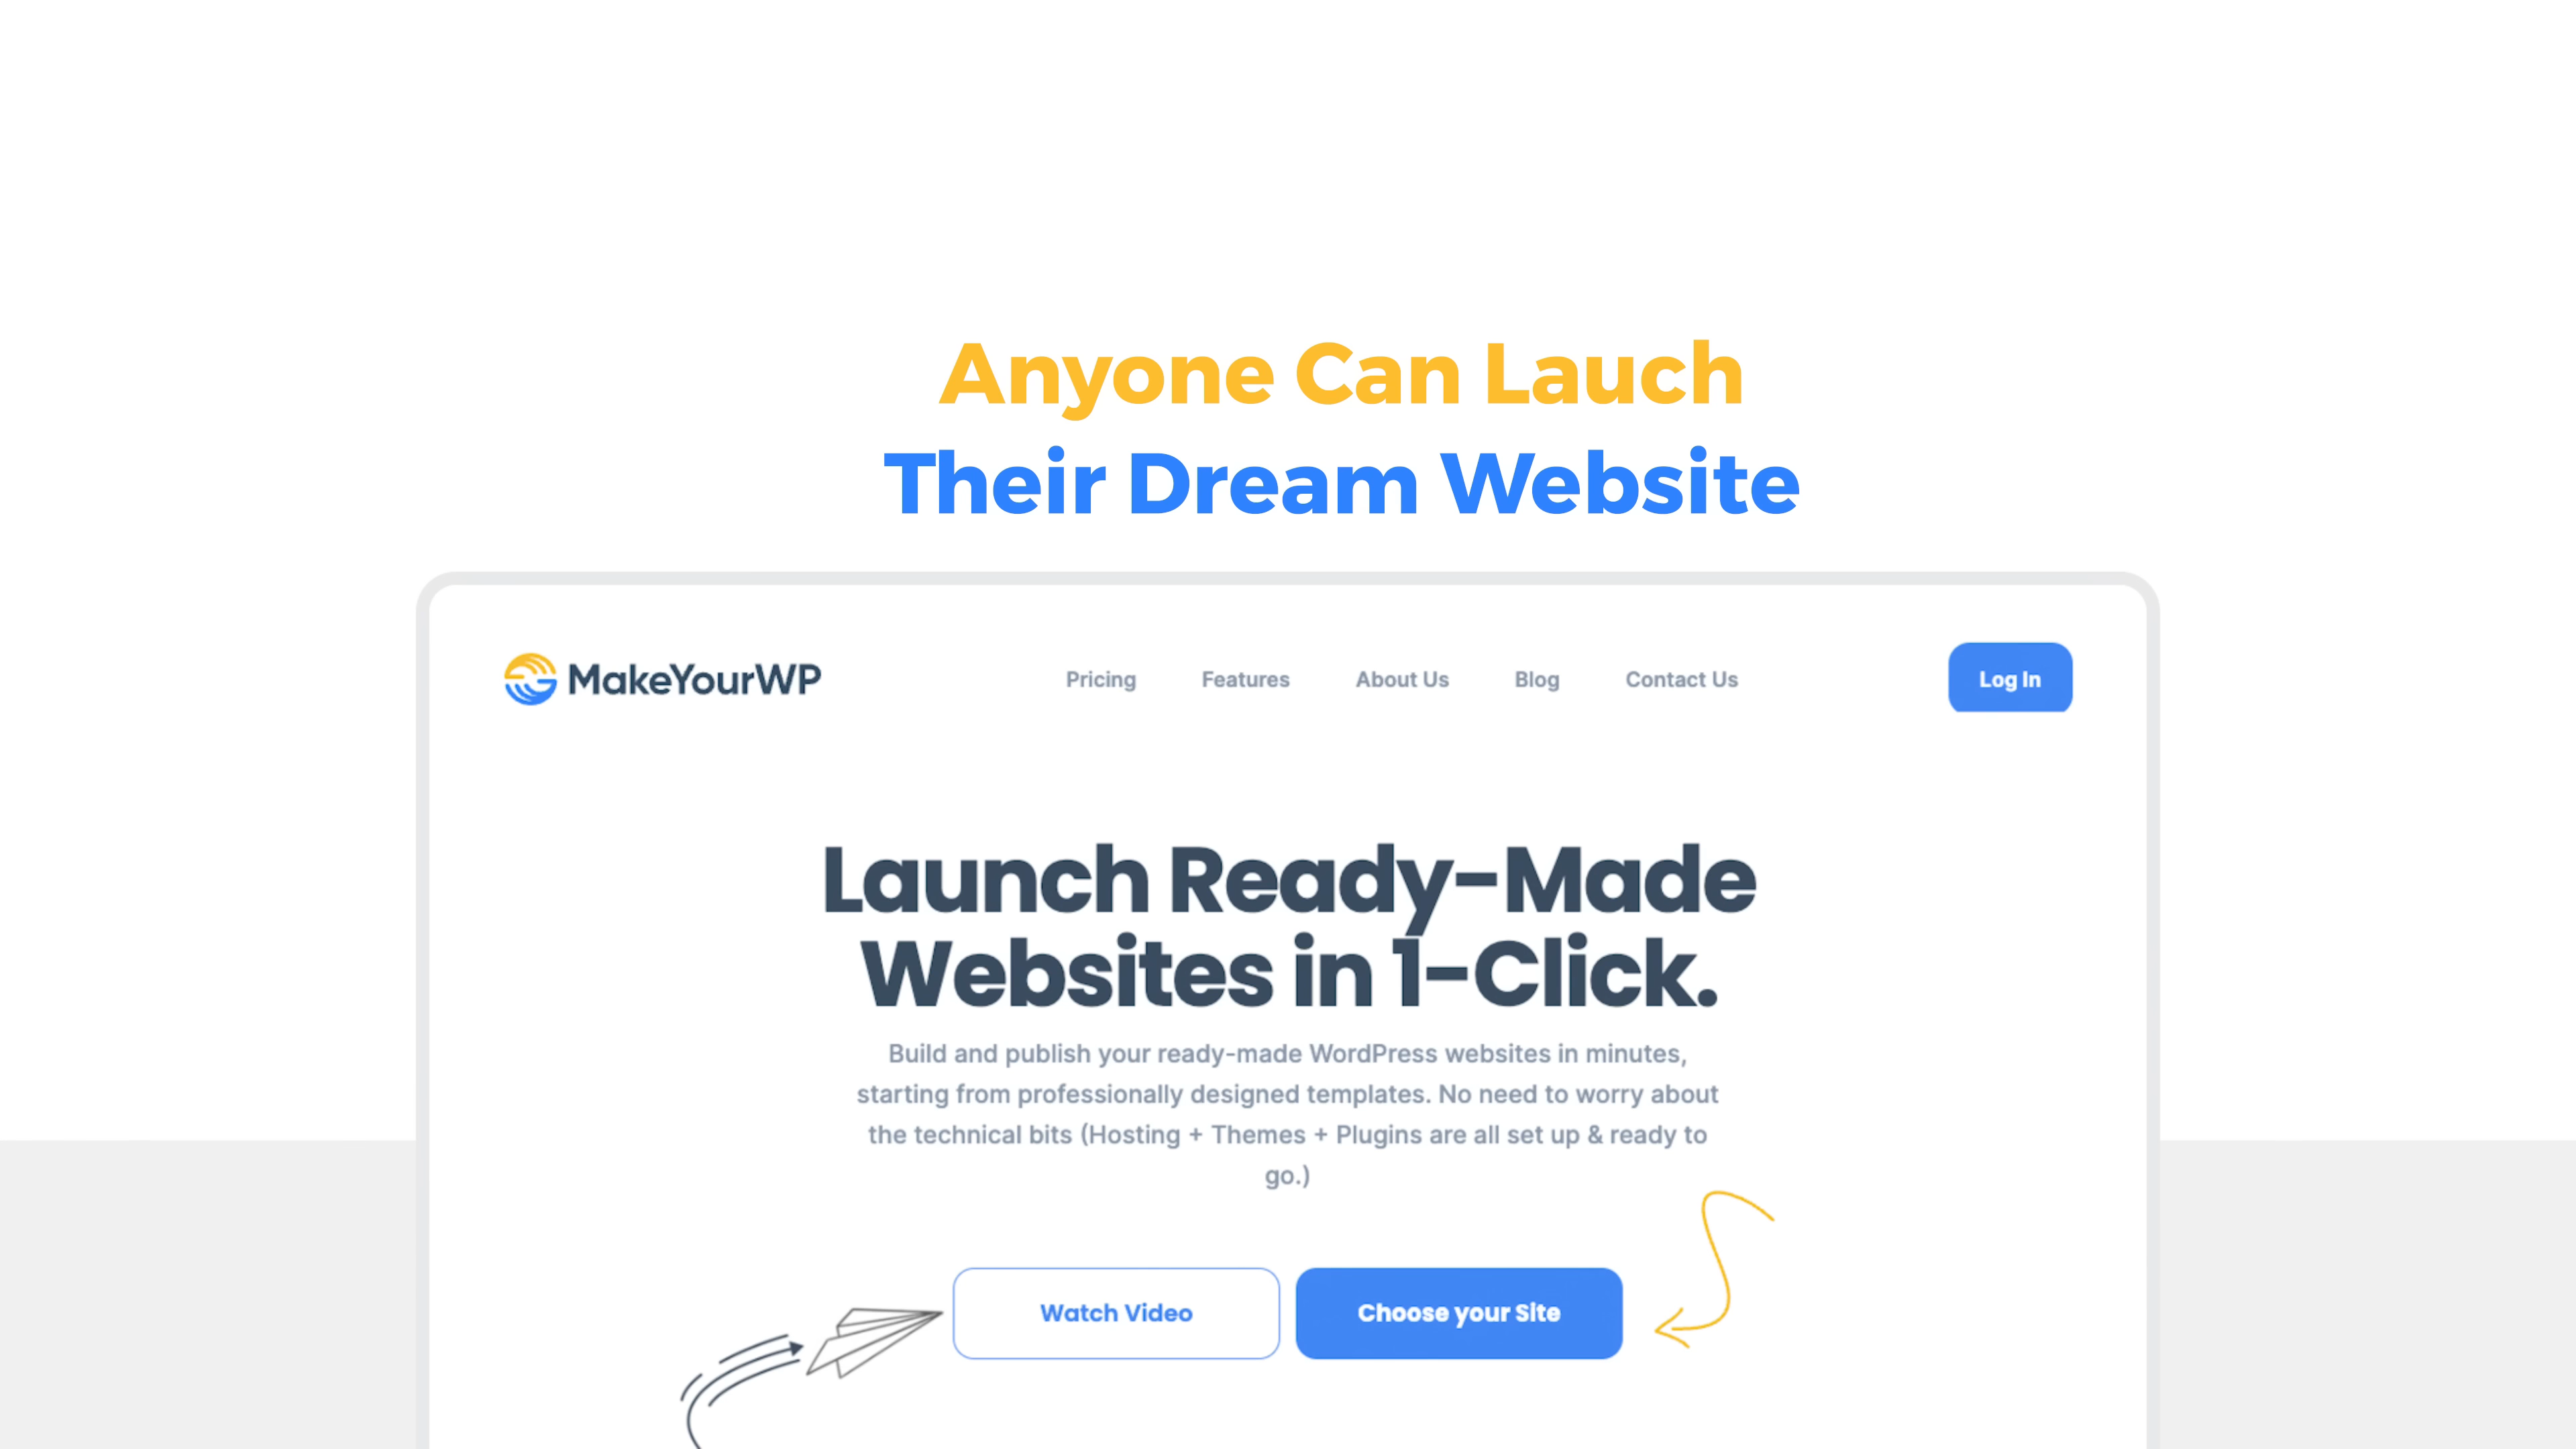 Anyone Can Lauch
Their Dream Website
MakeYourWP
Pricing
Features
About Us
Blog
Contact Us
Log In
Launch Ready-Made
Websites in 1-Click.
Build and publish your ready-made WordPress websites in minutes,
starting from professionally designed templates. No need to worry about
the technical bits (Hosting + Themes + Plugins are all set up & ready to
go.)
Watch Video
Choose your Site